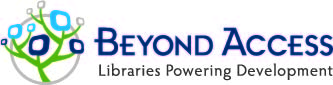 BEYOND ACCESS
Libraries Powering Development